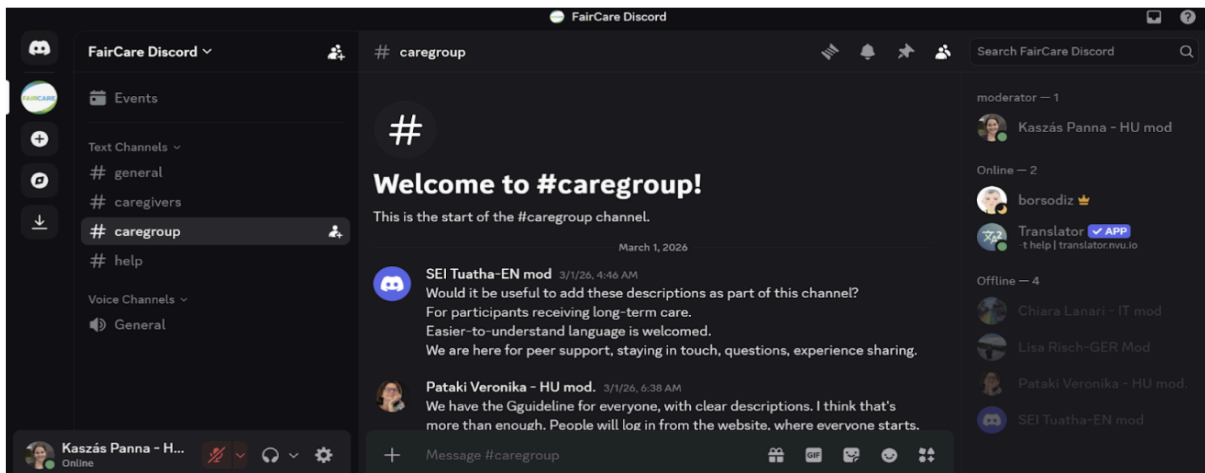 FairCare Discord
FairCare Discord
Events
Text Channels
# general
# caregivers
# caregroup
# help
Voice Channels
General
Kaszás Panna - H...
Online
# caregroup
Search FairCare Discord
#
Welcome to #caregroup!
This is the start of the #caregroup channel.
March 1, 2026
SEI Tuatha-EN mod 3/1/26, 4:46 AM
Would it be useful to add these descriptions as part of this channel?
For participants receiving long-term care.
Easier-to-understand language is welcomed.
We are here for peer support, staying in touch, questions, experience sharing.
Pataki Veronika - HU mod. 3/1/26, 6:38 AM
We have the Gguideline for everyone, with clear descriptions. I think that's
more than enough. People will log in from the website, where everyone starts.
Message #caregroup
GIF
moderator — 1
Kaszás Panna - HU mod
Online — 2
borsodiz
Translator APP
-t help | translator.nvu.io
Offline — 4
Chiara Lanari - IT mod
Lisa Risch-GER Mod
Pataki Veronika - HU mod.
SEI Tuatha-EN mod